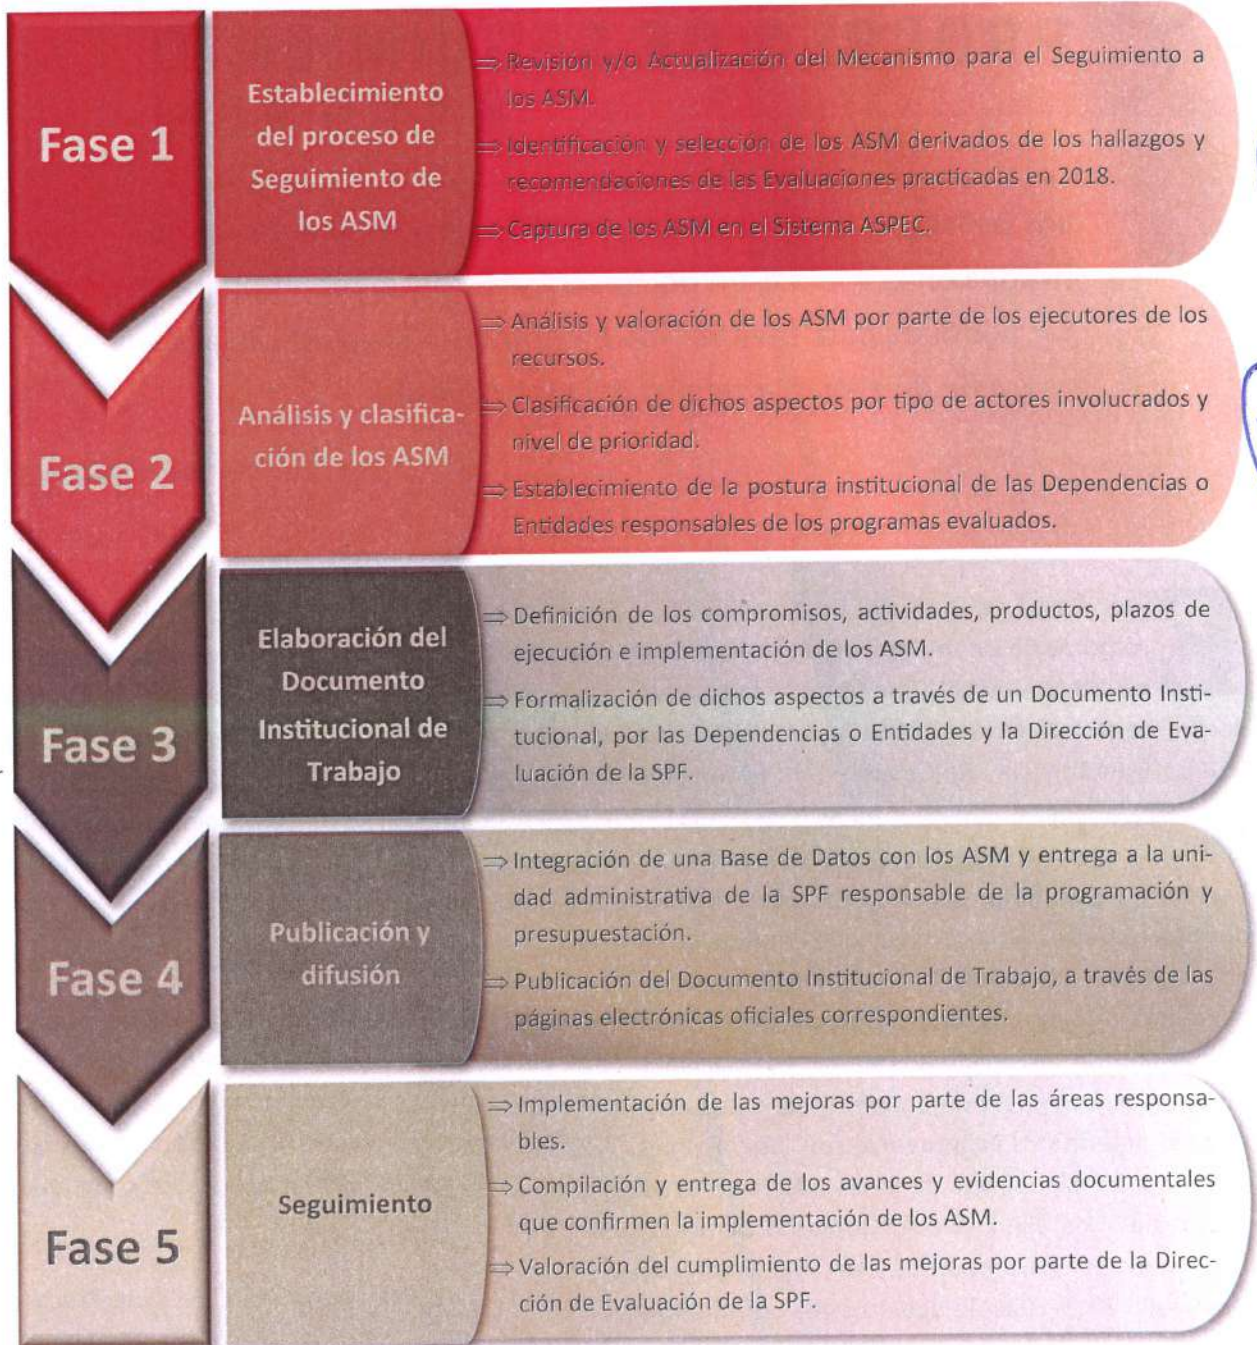 Fase 1
Establecimiento
del proceso de
Seguimiento de
los ASM
⇒ Revisión y/o Actualización del Mecanismo para el Seguimiento a
los ASM.
⇒ Identificación y selección de los ASM derivados de los hallazgos y
recomendaciones de las Evaluaciones practicadas en 2018.
⇒ Captura de los ASM en el Sistema ASPEC.
Fase 2
Análisis y clasifica-
ción de los ASM
⇒ Análisis y valoración de los ASM por parte de los ejecutores de los
recursos.
⇒ Clasificación de dichos aspectos por tipo de actores involucrados y
nivel de prioridad.
⇒ Establecimiento de la postura institucional de las Dependencias o
Entidades responsables de los programas evaluados.
Fase 3
Elaboración del
Documento
Institucional de
Trabajo
⇒ Definición de los compromisos, actividades, productos, plazos de
ejecución e implementación de los ASM.
⇒ Formalización de dichos aspectos a través de un Documento Insti-
tucional, por las Dependencias o Entidades y la Dirección de Eva-
luación de la SPF.
Fase 4
Publicación y
difusión
⇒ Integración de una Base de Datos con los ASM y entrega a la uni-
dad administrativa de la SPF responsable de la programación y
presupuestación.
⇒ Publicación del Documento Institucional de Trabajo, a través de las
páginas electrónicas oficiales correspondientes.
Fase 5
Seguimiento
⇒ Implementación de las mejoras por parte de las áreas responsa-
bles.
⇒ Compilación y entrega de los avances y evidencias documentales
que confirmen la implementación de los ASM.
⇒ Valoración del cumplimiento de las mejoras por parte de la Direc-
ción de Evaluación de la SPF.